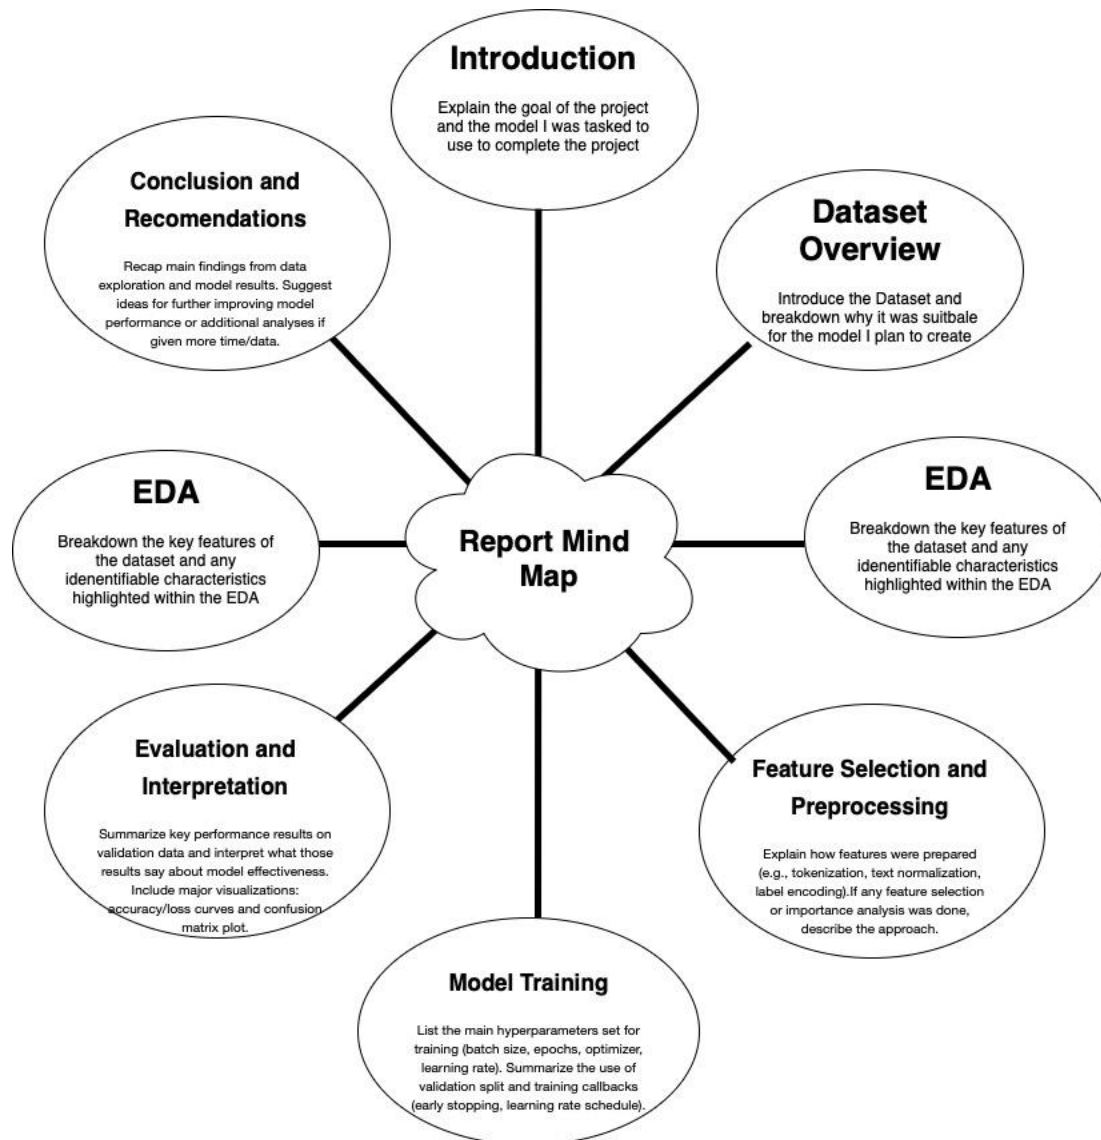 Introduction
Explain the goal of the project
and the model I was tasked to
use to complete the project
Dataset
Overview
Introduce the Dataset and
breakdown why it was suitbale
for the model I plan to create
EDA
Breakdown the key features of
the dataset and any
idenentifiable characteristics
highlighted within the EDA
Feature Selection and
Preprocessing
Explain how features were prepared
(e.g., tokenization, text normalization,
label encoding).If any feature selection
or importance analysis was done,
describe the approach.
Model Training
List the main hyperparameters set for
training (batch size, epochs, optimizer,
learning rate). Summarize the use of
validation split and training callbacks
(early stopping, learning rate schedule).
Evaluation and
Interpretation
Summarize key performance results on
validation data and interpret what those
results say about model effectiveness.
Include major visualizations:
accuracy/loss curves and confusion
matrix plot.
EDA
Breakdown the key features of
the dataset and any
idenentifiable characteristics
highlighted within the EDA
Conclusion and
Recomendations
Recap main findings from data
exploration and model results. Suggest
ideas for further improving model
performance or additional analyses if
given more time/data.
Report Mind
Map